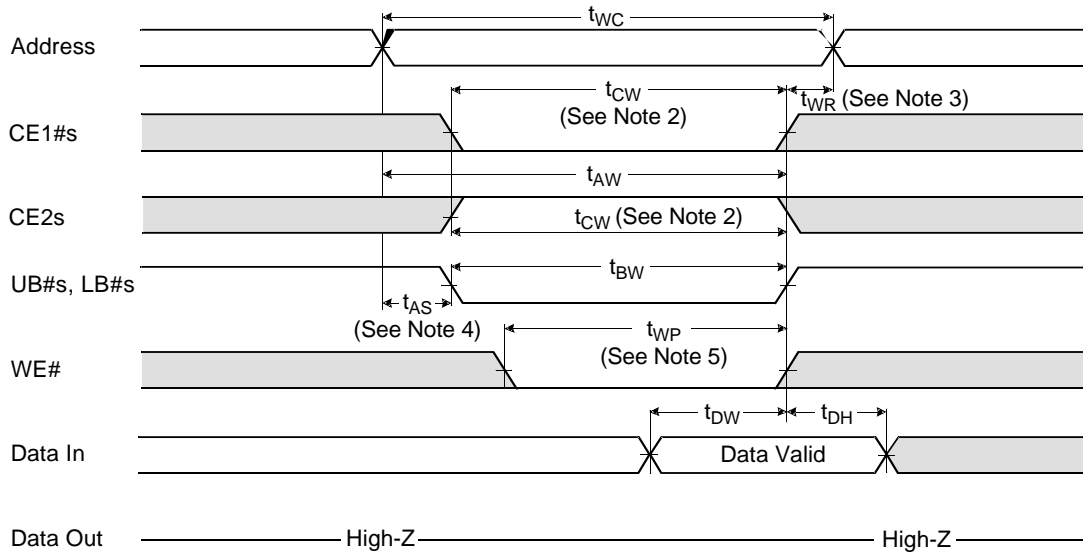 tWC
Address
tCW
(See Note 2)
tWR (See Note 3)
CE1#s
tAW
CE2s
tCW (See Note 2)
tBW
UB#s, LB#s
tAS
(See Note 4)
tWP
(See Note 5)
WE#
tDW
tDH
Data In
Data Valid
Data Out
High-Z
High-Z